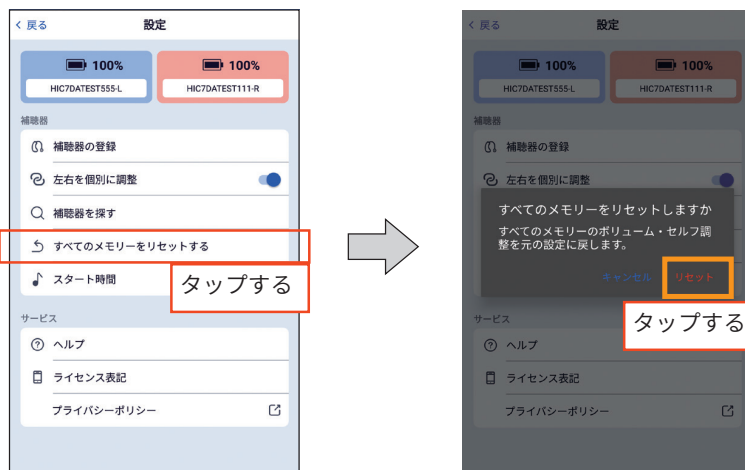 戻る 設定
100% 100%
HIC7DATEST555-L HIC7DATEST111-R
補聴器
補聴器の登録
左右を個別に調整
補聴器を探す
すべてのメモリーをリセットする
スタート時間
タップする
サービス
ヘルプ
ライセンス表記
プライバシーポリシー
戻る 設定
100% 100%
HIC7DATEST555-L HIC7DATEST111-R
補聴器
補聴器の登録
左右を個別に調整
すべてのメモリーをリセットしますか
すべてのメモリーのボリューム・セルフ調
整を元の設定に戻します。
キャンセル リセット
タップする
サービス
ヘルプ
ライセンス表記
プライバシーポリシー